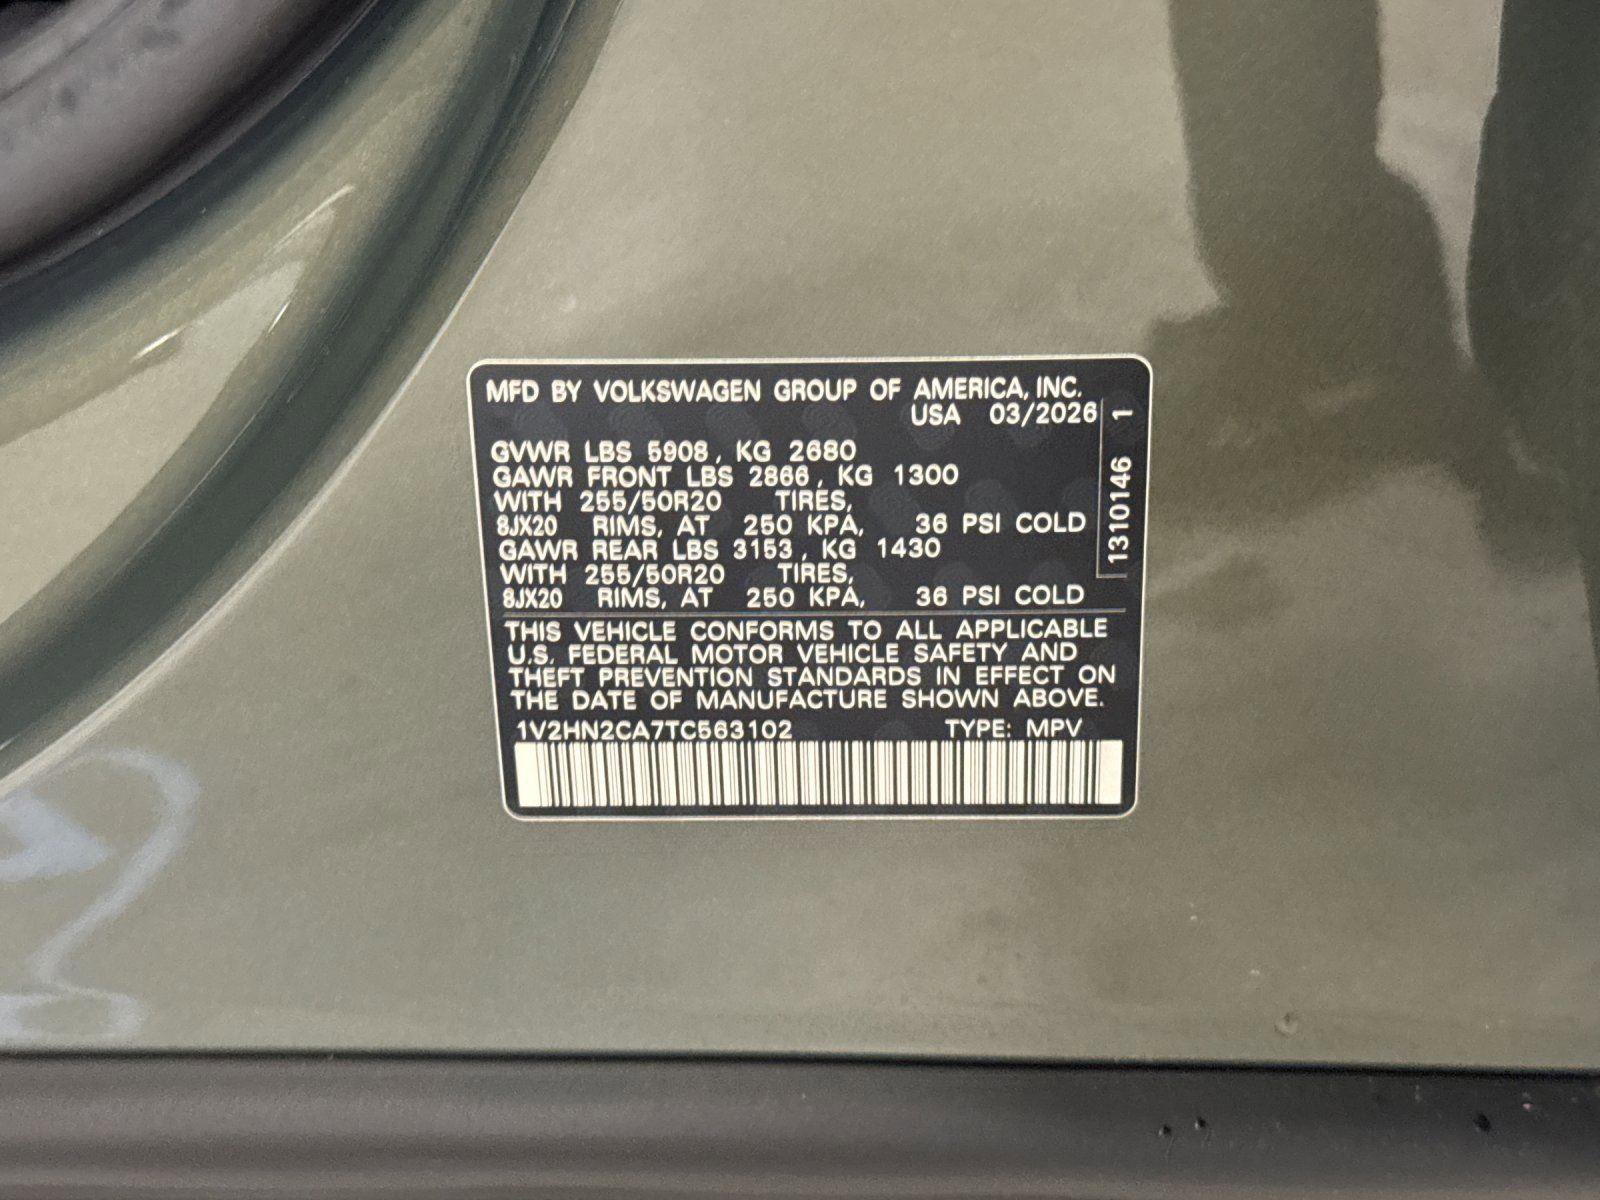 MFD BY VOLKSWAGEN GROUP OF AMERICA, INC.
USA 03/2026
GVWR LBS 5908, KG 2680
GAWR FRONT LBS 2866, KG 1300
WITH 255/50R20 TIRES,
8JX20 RIMS, AT 250 KPA, 36 PSI COLD
GAWR REAR LBS 3153, KG 1430
WITH 255/50R20 TIRES,
8JX20 RIMS, AT 250 KPA, 36 PSI COLD
THIS VEHICLE CONFORMS TO ALL APPLICABLE
U.S. FEDERAL MOTOR VEHICLE SAFETY AND
THEFT PREVENTION STANDARDS IN EFFECT ON
THE DATE OF MANUFACTURE SHOWN ABOVE.
1V2HN2CA7TC563102 TYPE: MPV
1310146 1